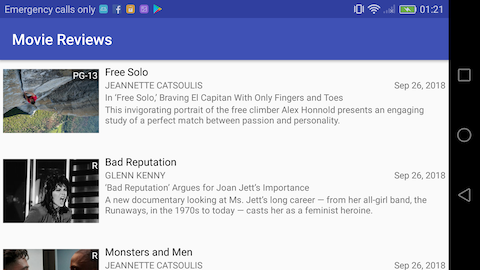 Emergency calls only 01:21
Movie Reviews
PG-13
Free Solo
JEANNETTE CATSOULIS Sep 26, 2018
In 'Free Solo,' Braving El Capitan With Only Fingers and Toes
This invigorating portrait of the free climber Alex Honnold presents an engaging
study of a perfect match between passion and personality.
R
Bad Reputation
GLENN KENNY Sep 26, 2018
'Bad Reputation' Argues for Joan Jett's Importance
A new documentary looking at Ms. Jett's long career — from her all-girl band, the
Runaways, in the 1970s to today — casts her as a feminist heroine.
R
Monsters and Men
JEANNETTE CATSOULIS Sep 26, 2018